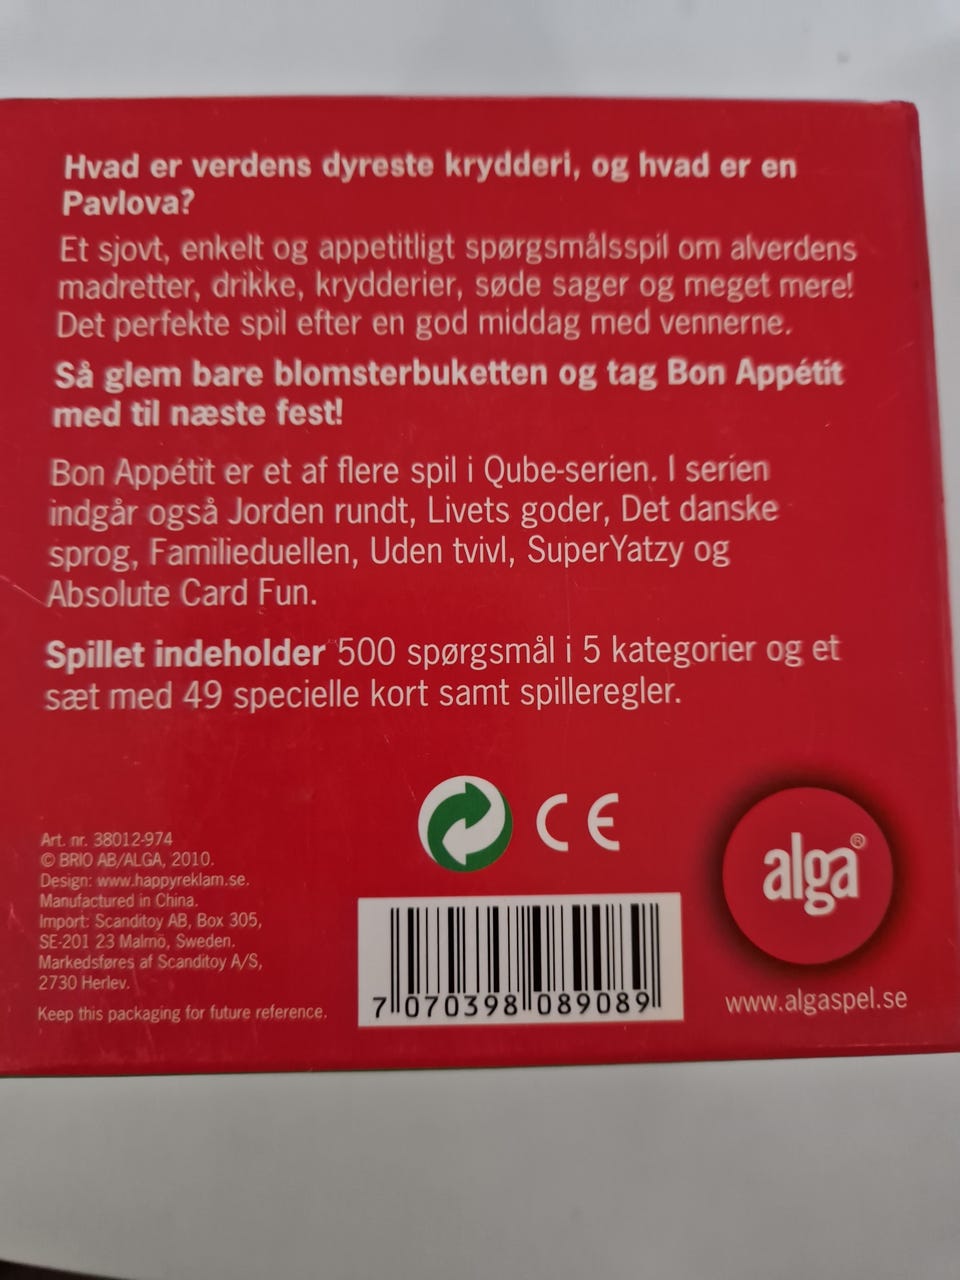 Hvad er verdens dyreste krydderi, og hvad er en
Pavlova?
Et sjovt, enkelt og appetitligt spørgsmålsspil om alverdens
madretter, drikke, krydderier, søde sager og meget mere!
Det perfekte spil efter en god middag med vennerne.
Så glem bare blomsterbuketten og tag Bon Appétit
med til næste fest!
Bon Appétit er et af flere spil i Qube-serien. I serien
indgår også Jorden rundt, Livets goder, Det danske
sprog, Familieduellen, Uden tvivl, SuperYatzy og
Absolute Card Fun.
Spillet indeholder 500 spørgsmål i 5 kategorier og et
sæt med 49 specielle kort samt spilleregler.
CE
Art. nr. 38012-974
© BRIO AB/ALGA, 2010.
Design: www.happyreklam.se.
Manufactured in China.
Import: Scanditoy AB, Box 305,
SE-201 23 Malmö, Sweden.
Markedsføres af Scanditoy A/S,
2730 Herlev.
Keep this packaging for future reference.
7 070398 089089
alga®
www.algaspel.se